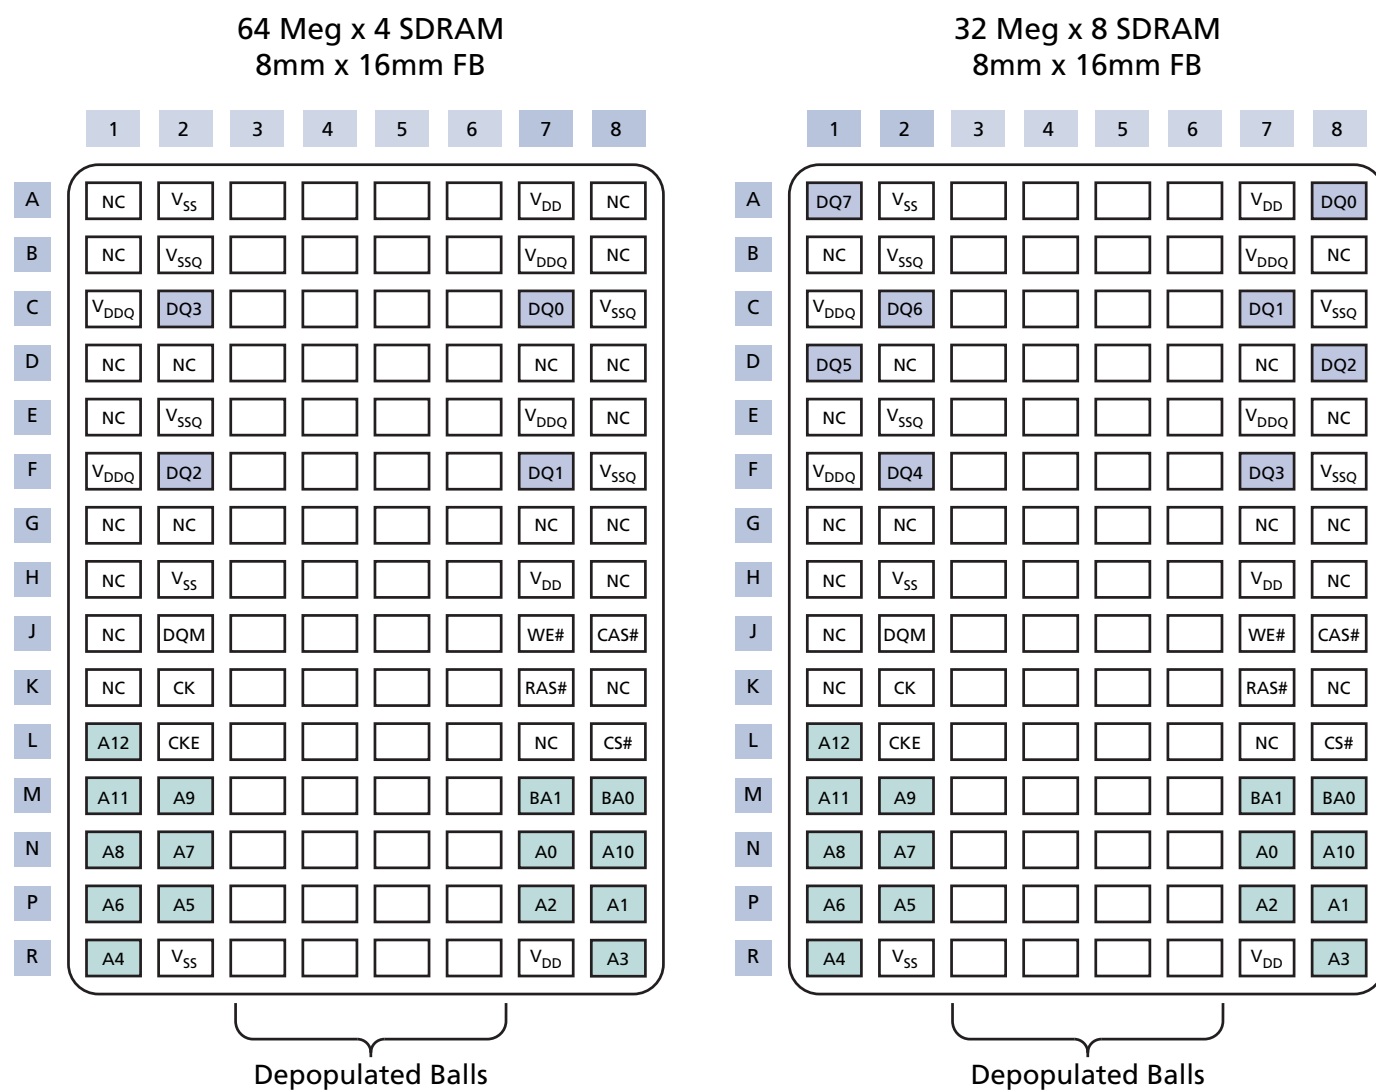 64 Meg x 4 SDRAM
8mm x 16mm FB
1 2 3 4 5 6 7 8
A NC VSS VDD NC
B NC VSSQ VDDQ NC
C VDDQ DQ3 DQ0 VSSQ
D NC NC NC NC
E NC VSSQ VDDQ NC
F VDDQ DQ2 DQ1 VSSQ
G NC NC NC NC
H NC VSS VDD NC
J NC DQM WE# CAS#
K NC CK RAS# NC
L A12 CKE NC CS#
M A11 A9 BA1 BA0
N A8 A7 A0 A10
P A6 A5 A2 A1
R A4 VSS VDD A3
Depopulated Balls
32 Meg x 8 SDRAM
8mm x 16mm FB
1 2 3 4 5 6 7 8
A DQ7 VSS VDD DQ0
B NC VSSQ VDDQ NC
C VDDQ DQ6 DQ1 VSSQ
D DQ5 NC NC DQ2
E NC VSSQ VDDQ NC
F VDDQ DQ4 DQ3 VSSQ
G NC NC NC NC
H NC VSS VDD NC
J NC DQM WE# CAS#
K NC CK RAS# NC
L A12 CKE NC CS#
M A11 A9 BA1 BA0
N A8 A7 A0 A10
P A6 A5 A2 A1
R A4 VSS VDD A3
Depopulated Balls